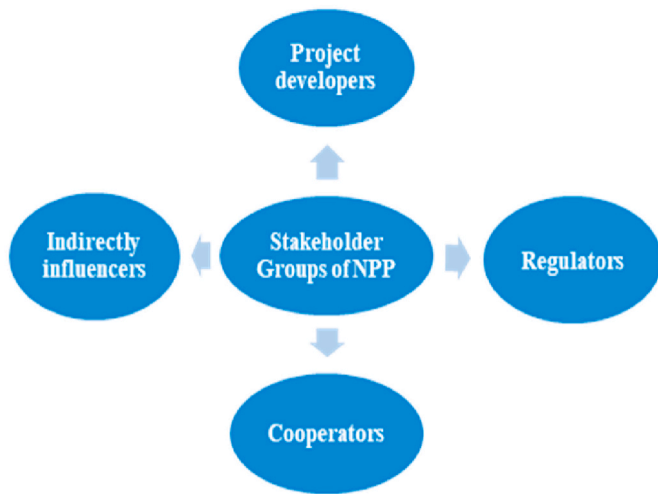 Project
developers
Indirectly
influencers
Stakeholder
Groups of NPP
Regulators
Cooperators